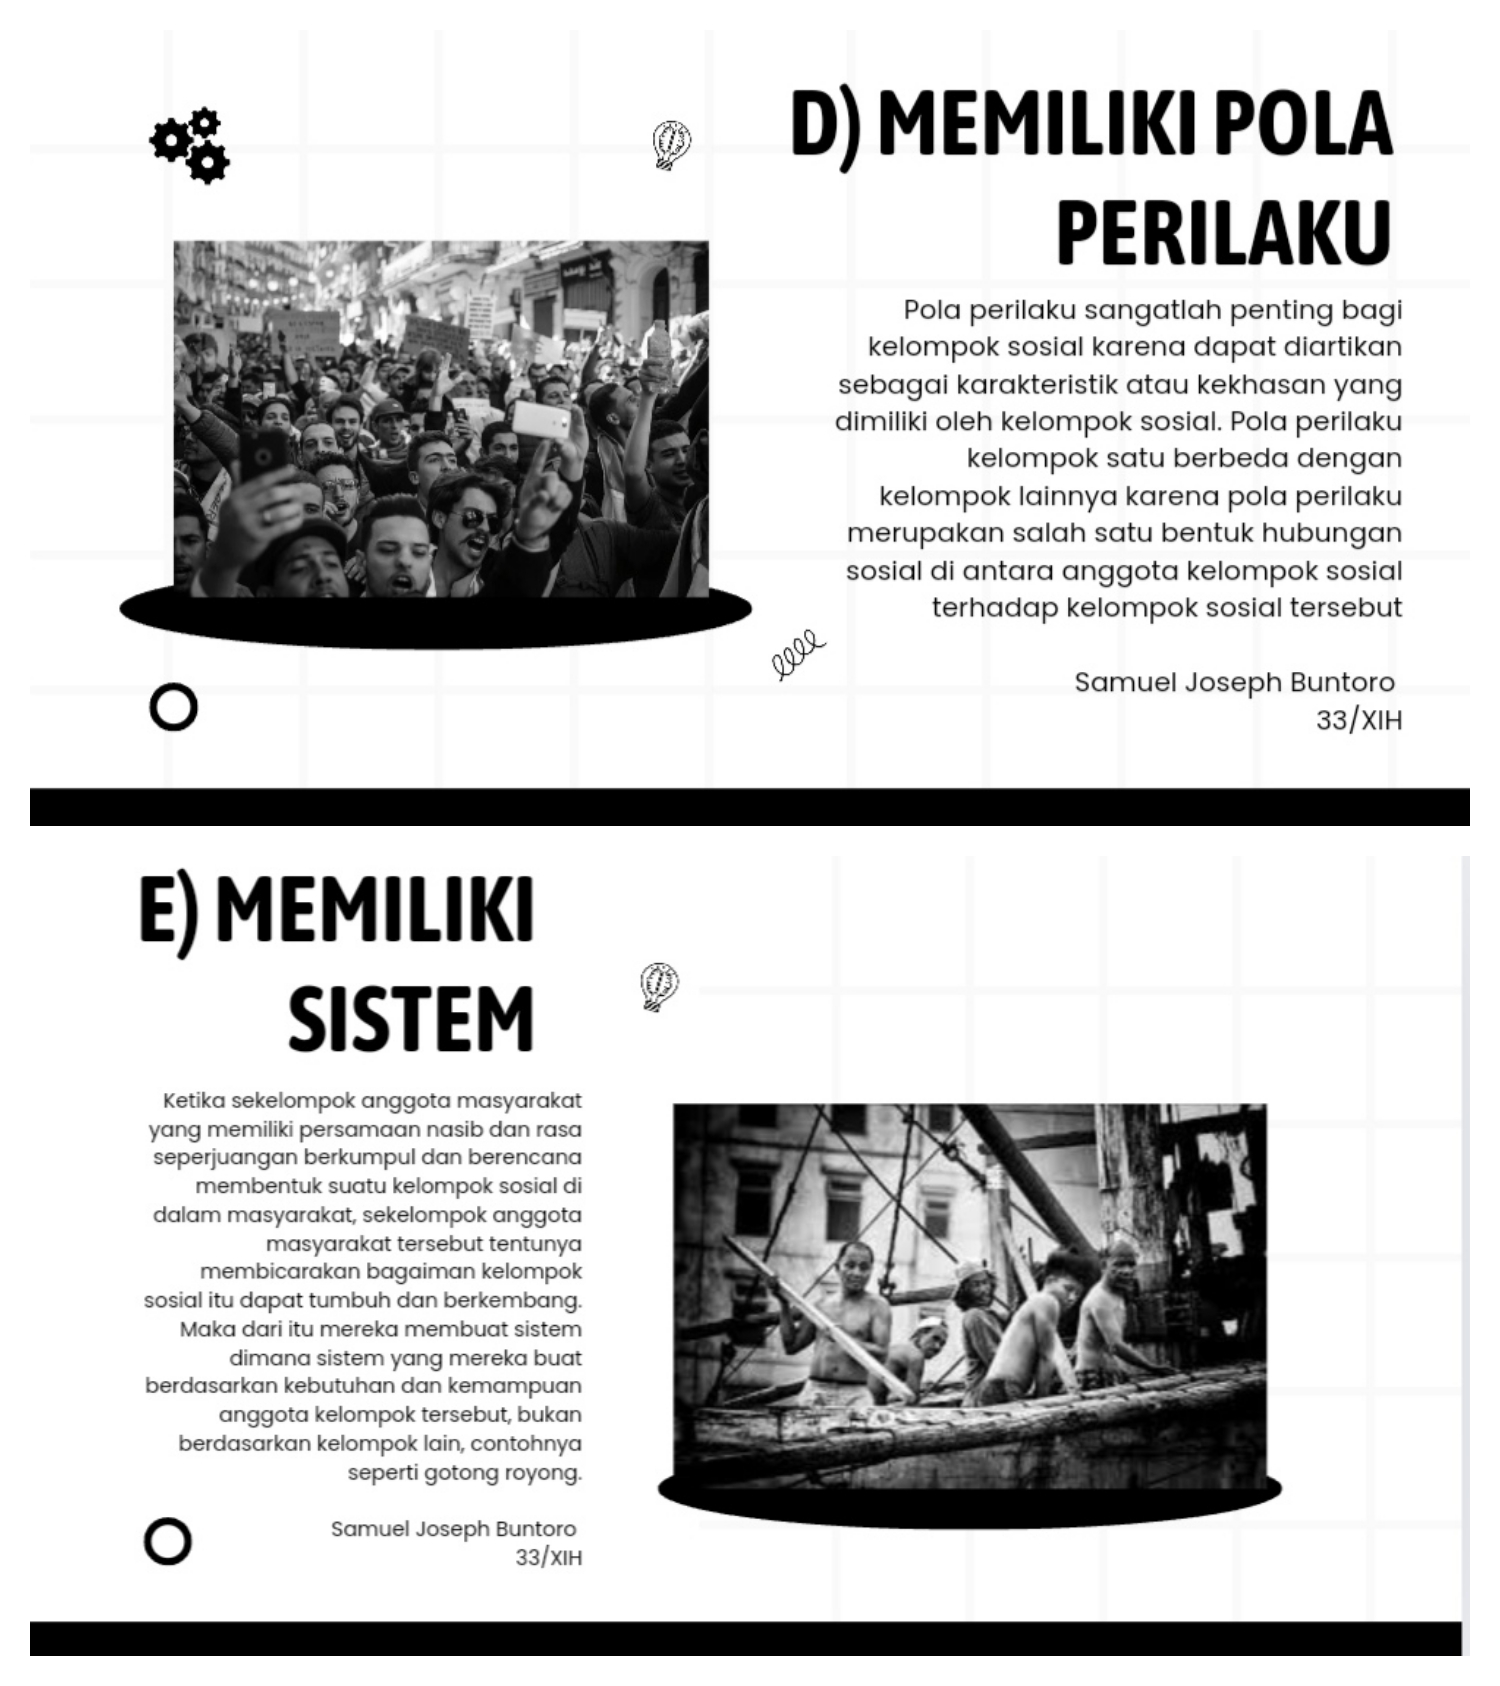 D) MEMILIKI POLA
PERILAKU
Pola perilaku sangatlah penting bagi
kelompok sosial karena dapat diartikan
sebagai karakteristik atau kekhasan yang
dimiliki oleh kelompok sosial. Pola perilaku
kelompok satu berbeda dengan
kelompok lainnya karena pola perilaku
merupakan salah satu bentuk hubungan
sosial di antara anggota kelompok sosial
terhadap kelompok sosial tersebut
Samuel Joseph Buntoro
33/XIH
E) MEMILIKI
SISTEM
Ketika sekelompok anggota masyarakat
yang memiliki persamaan nasib dan rasa
seperjuangan berkumpul dan berencana
membentuk suatu kelompok sosial di
dalam masyarakat, sekelompok anggota
masyarakat tersebut tentunya
membicarakan bagaiman kelompok
sosial itu dapat tumbuh dan berkembang.
Maka dari itu mereka membuat sistem
dimana sistem yang mereka buat
berdasarkan kebutuhan dan kemampuan
anggota kelompok tersebut, bukan
berdasarkan kelompok lain, contohnya
seperti gotong royong.
Samuel Joseph Buntoro
33/XIH